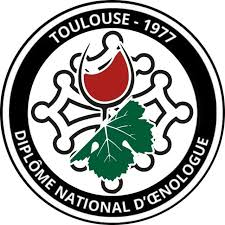 TOULOUSE - 1977
DIPLÔME NATIONAL D'ŒNOLOGUE